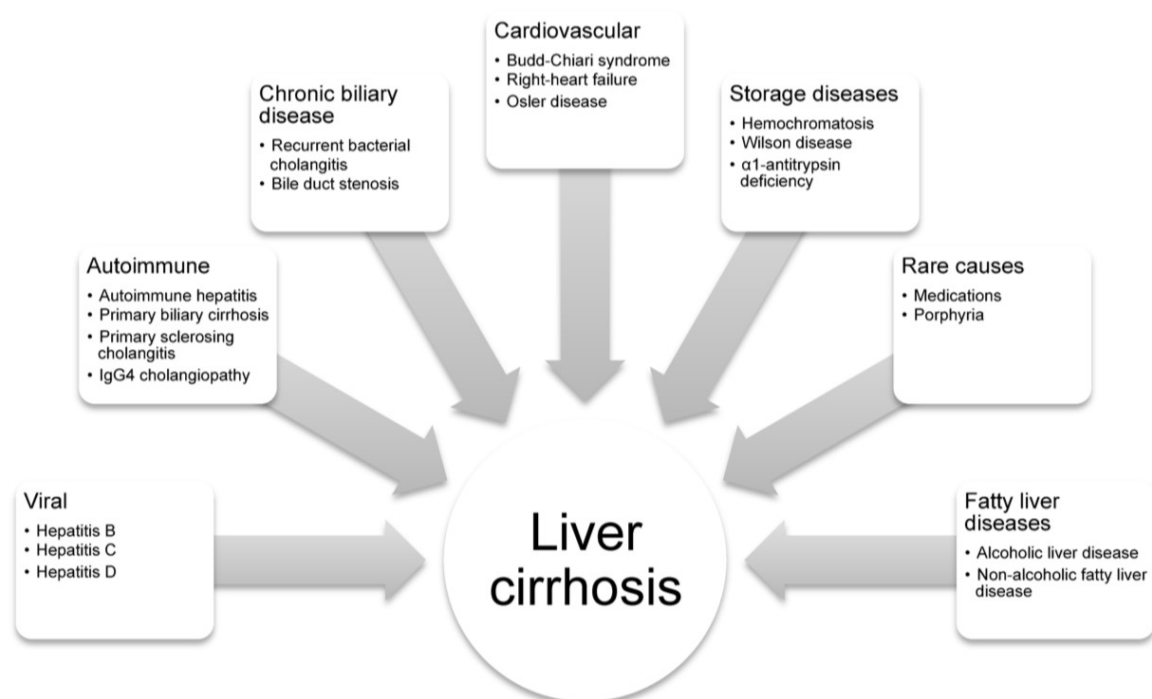 Cardiovascular
• Budd-Chiari syndrome
• Right-heart failure
• Osler disease
Chronic biliary
disease
• Recurrent bacterial
cholangitis
• Bile duct stenosis
Storage diseases
• Hemochromatosis
• Wilson disease
• α1-antitrypsin
deficiency
Autoimmune
• Autoimmune hepatitis
• Primary biliary cirrhosis
• Primary sclerosing
cholangitis
• IgG4 cholangiopathy
Rare causes
• Medications
• Porphyria
Viral
• Hepatitis B
• Hepatitis C
• Hepatitis D
Fatty liver
diseases
• Alcoholic liver disease
• Non-alcoholic fatty liver
disease
Liver
cirrhosis